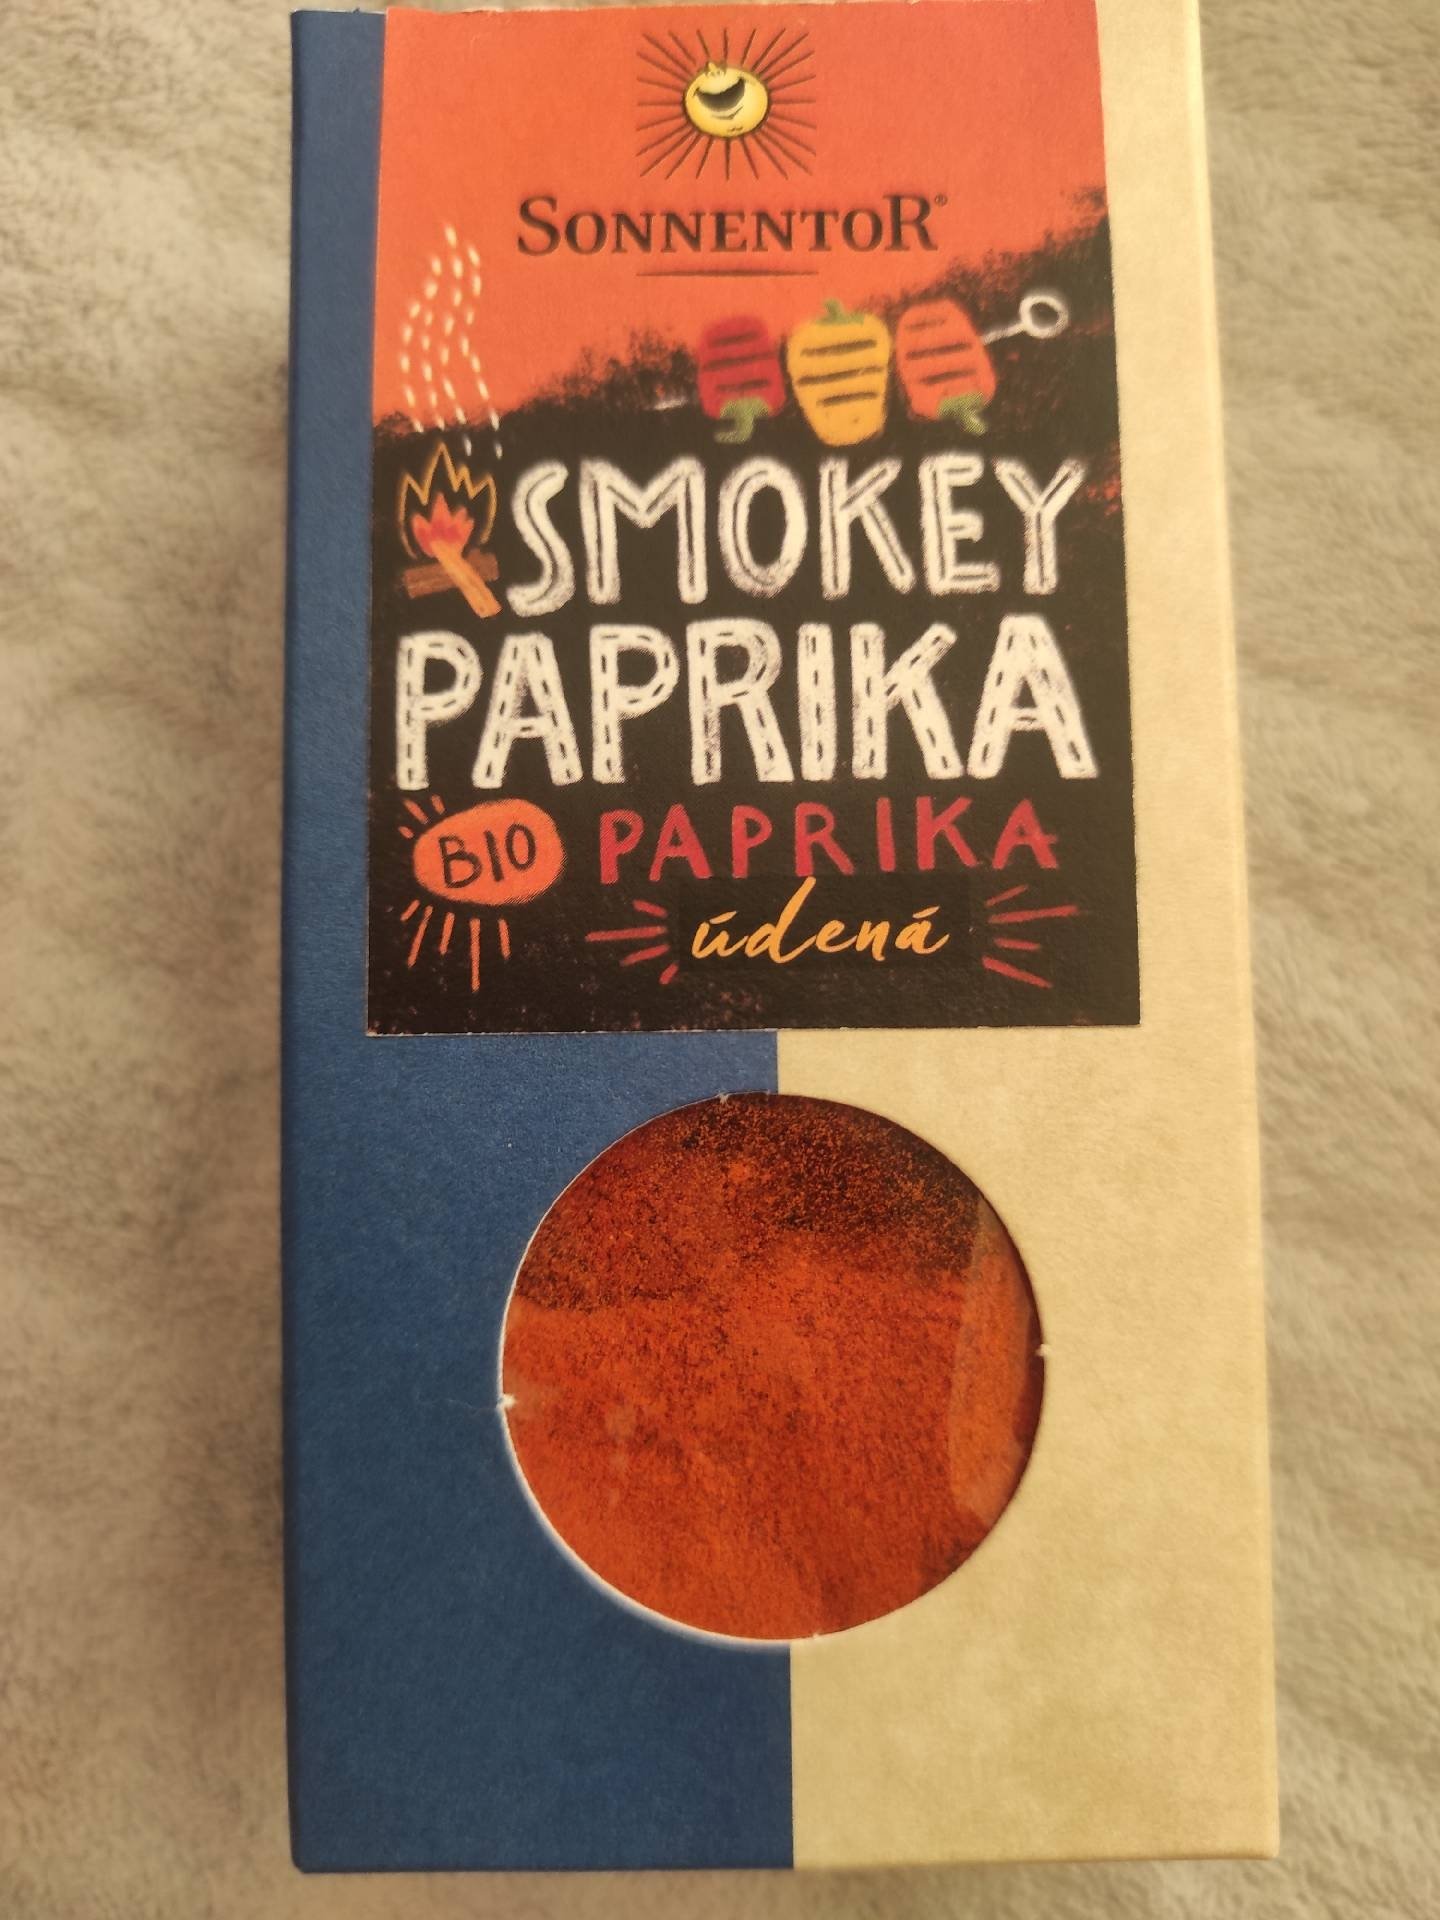 SONNENTOR®
SMOKEY
PAPRIKA
BIO PAPRIKA
údená